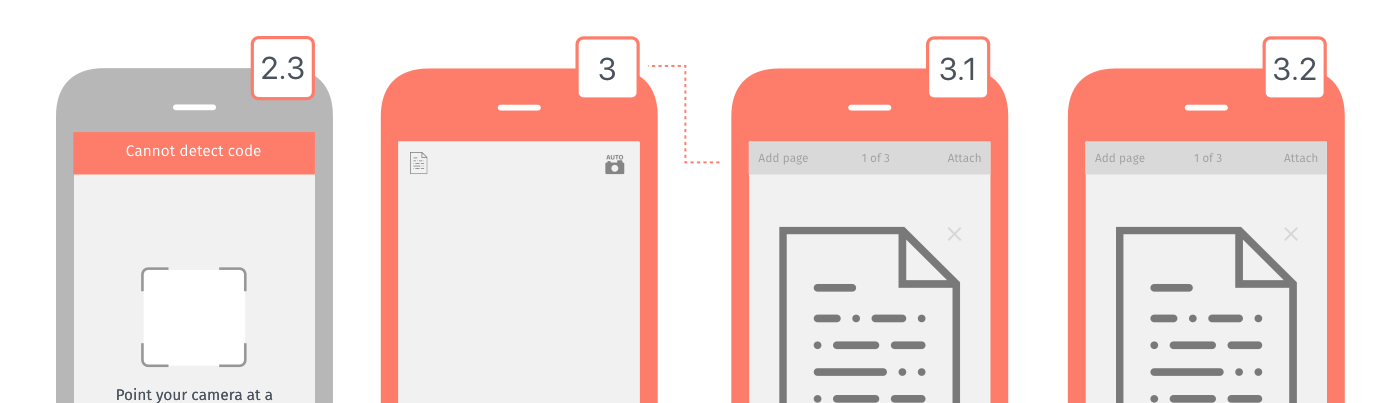 2.3
Cannot detect code
Point your camera at a
3
AUTO
3.1
Add page 1 of 3 Attach
3.2
Add page 1 of 3 Attach